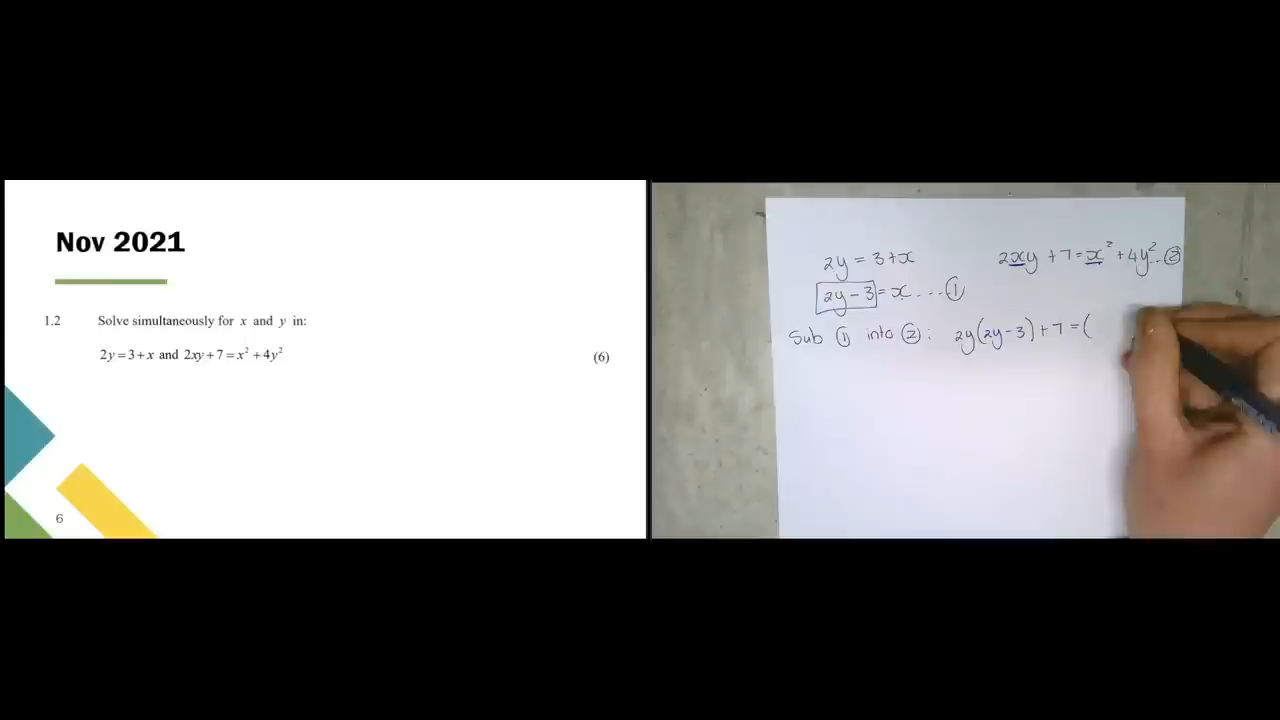 Nov 2021
1.2 Solve simultaneously for x and y in:
2y = 3 + x and 2xy + 7 = x² + 4y² (6)
6
2y = 3 + x 2xy + 7 = x² + 4y² .. ②
2y − 3 = x .... ①
Sub ① into ② : 2y(2y − 3) + 7 = (